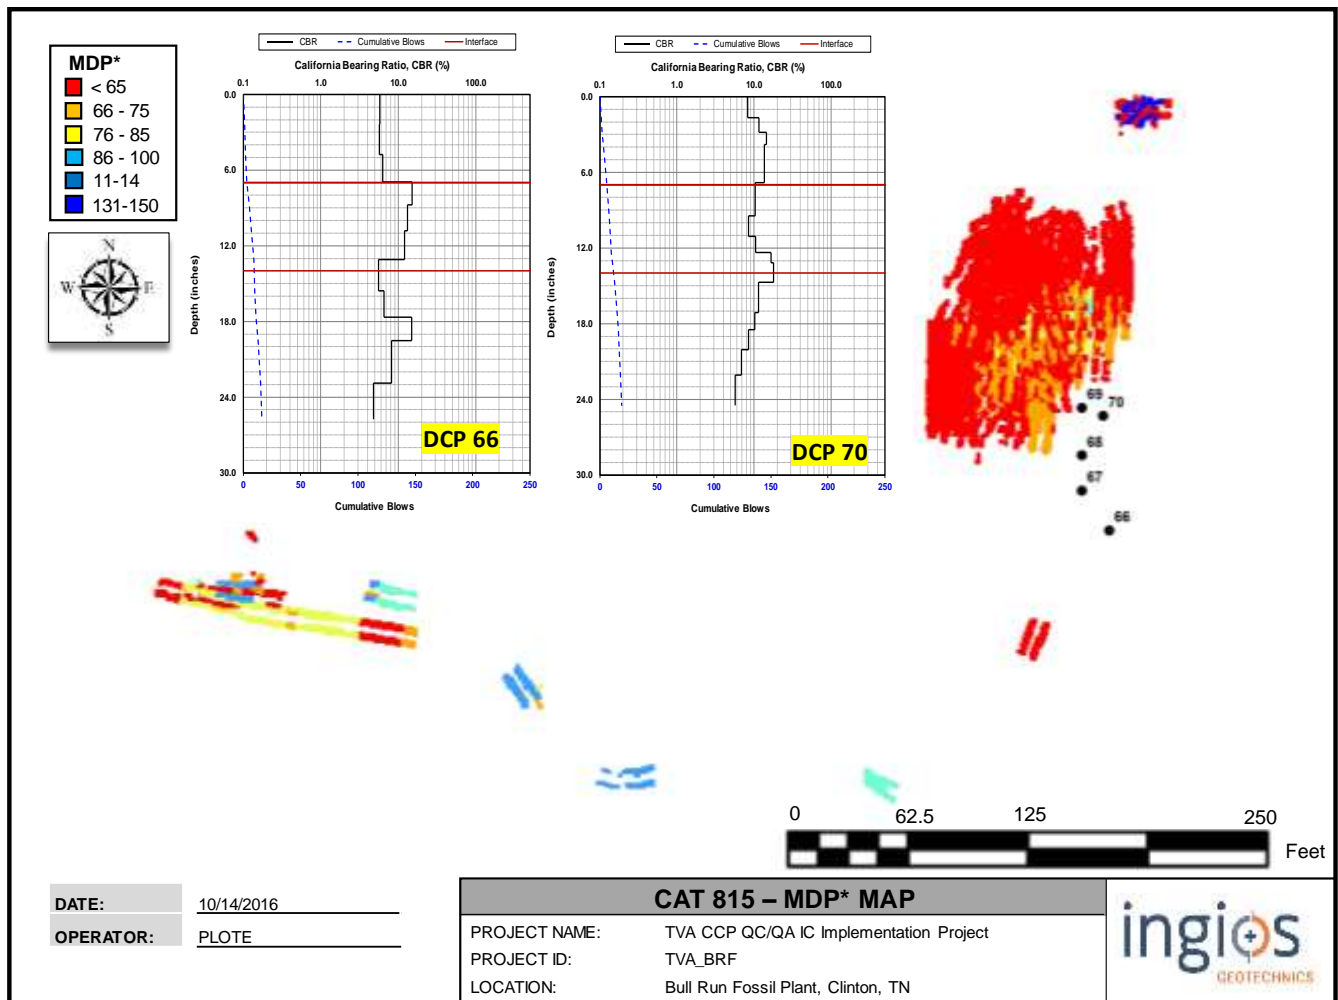 MDP*
< 65
66 - 75
76 - 85
86 - 100
11-14
131-150
N
W E
S
CBR Cumulative Blows Interface
California Bearing Ratio, CBR (%)
0.1 1.0 10.0 100.0
0.0
6.0
12.0
18.0
24.0
30.0
Depth (inches)
DCP 66
0 50 100 150 200 250
Cumulative Blows
CBR Cumulative Blows Interface
California Bearing Ratio, CBR (%)
0.1 1.0 10.0 100.0
0.0
6.0
12.0
18.0
24.0
30.0
Depth (inches)
DCP 70
0 50 100 150 200 250
Cumulative Blows
69 70
68
67
66
0 62.5 125 250
Feet
DATE: 10/14/2016
OPERATOR: PLOTE
CAT 815 – MDP* MAP
PROJECT NAME: TVA CCP QC/QA IC Implementation Project
PROJECT ID: TVA_BRF
LOCATION: Bull Run Fossil Plant, Clinton, TN
ingios
GEOTECHNICS